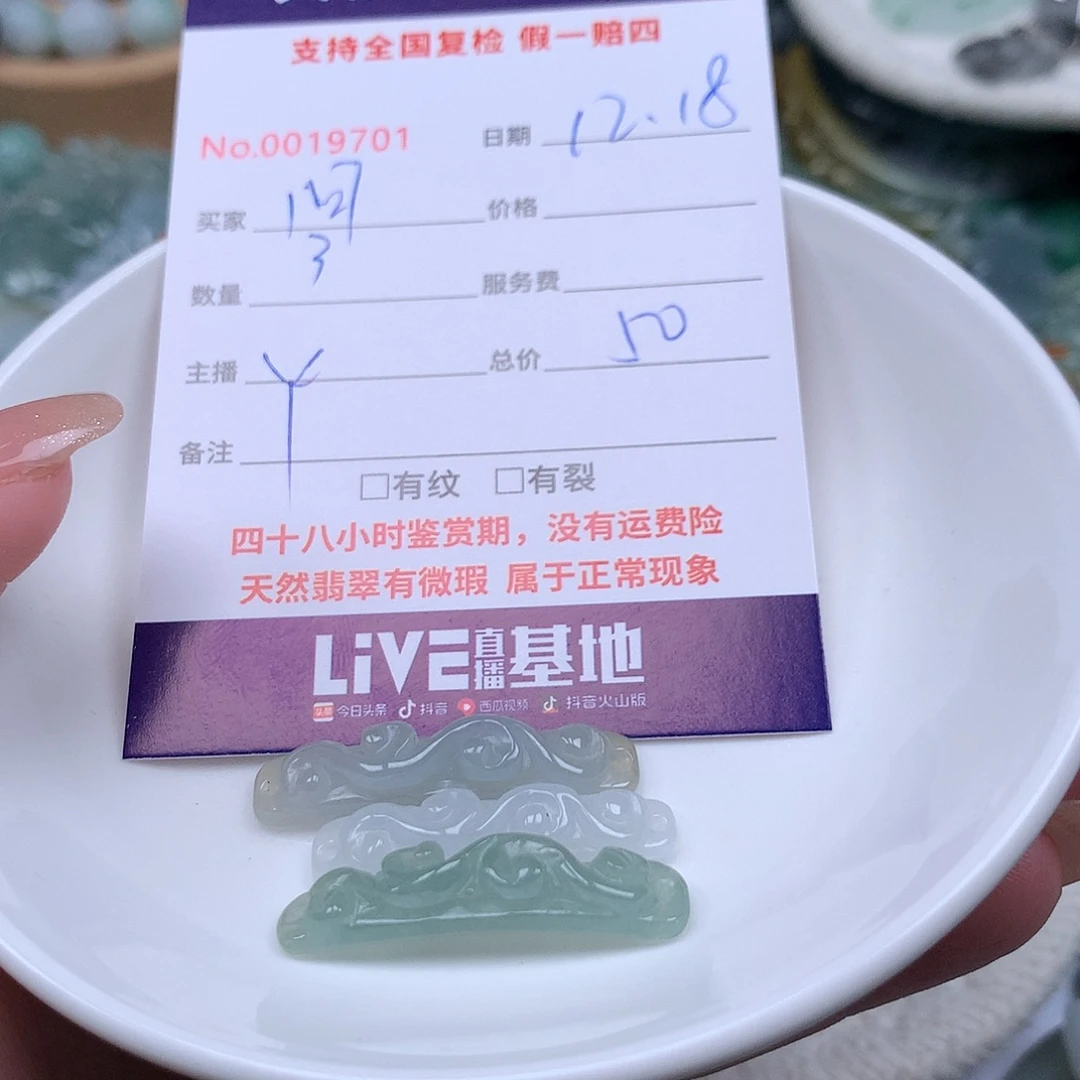 支持全国复检 假一赔四
No.0019701 日期 12.18
买家 价格
数量 3 服务费
主播 Y 总价 50
备注
□有纹 □有裂
四十八小时鉴赏期，没有运费险
天然翡翠有微瑕 属于正常现象
LiVE直播基地
头条 今日头条 抖音 西瓜视频 抖音火山版